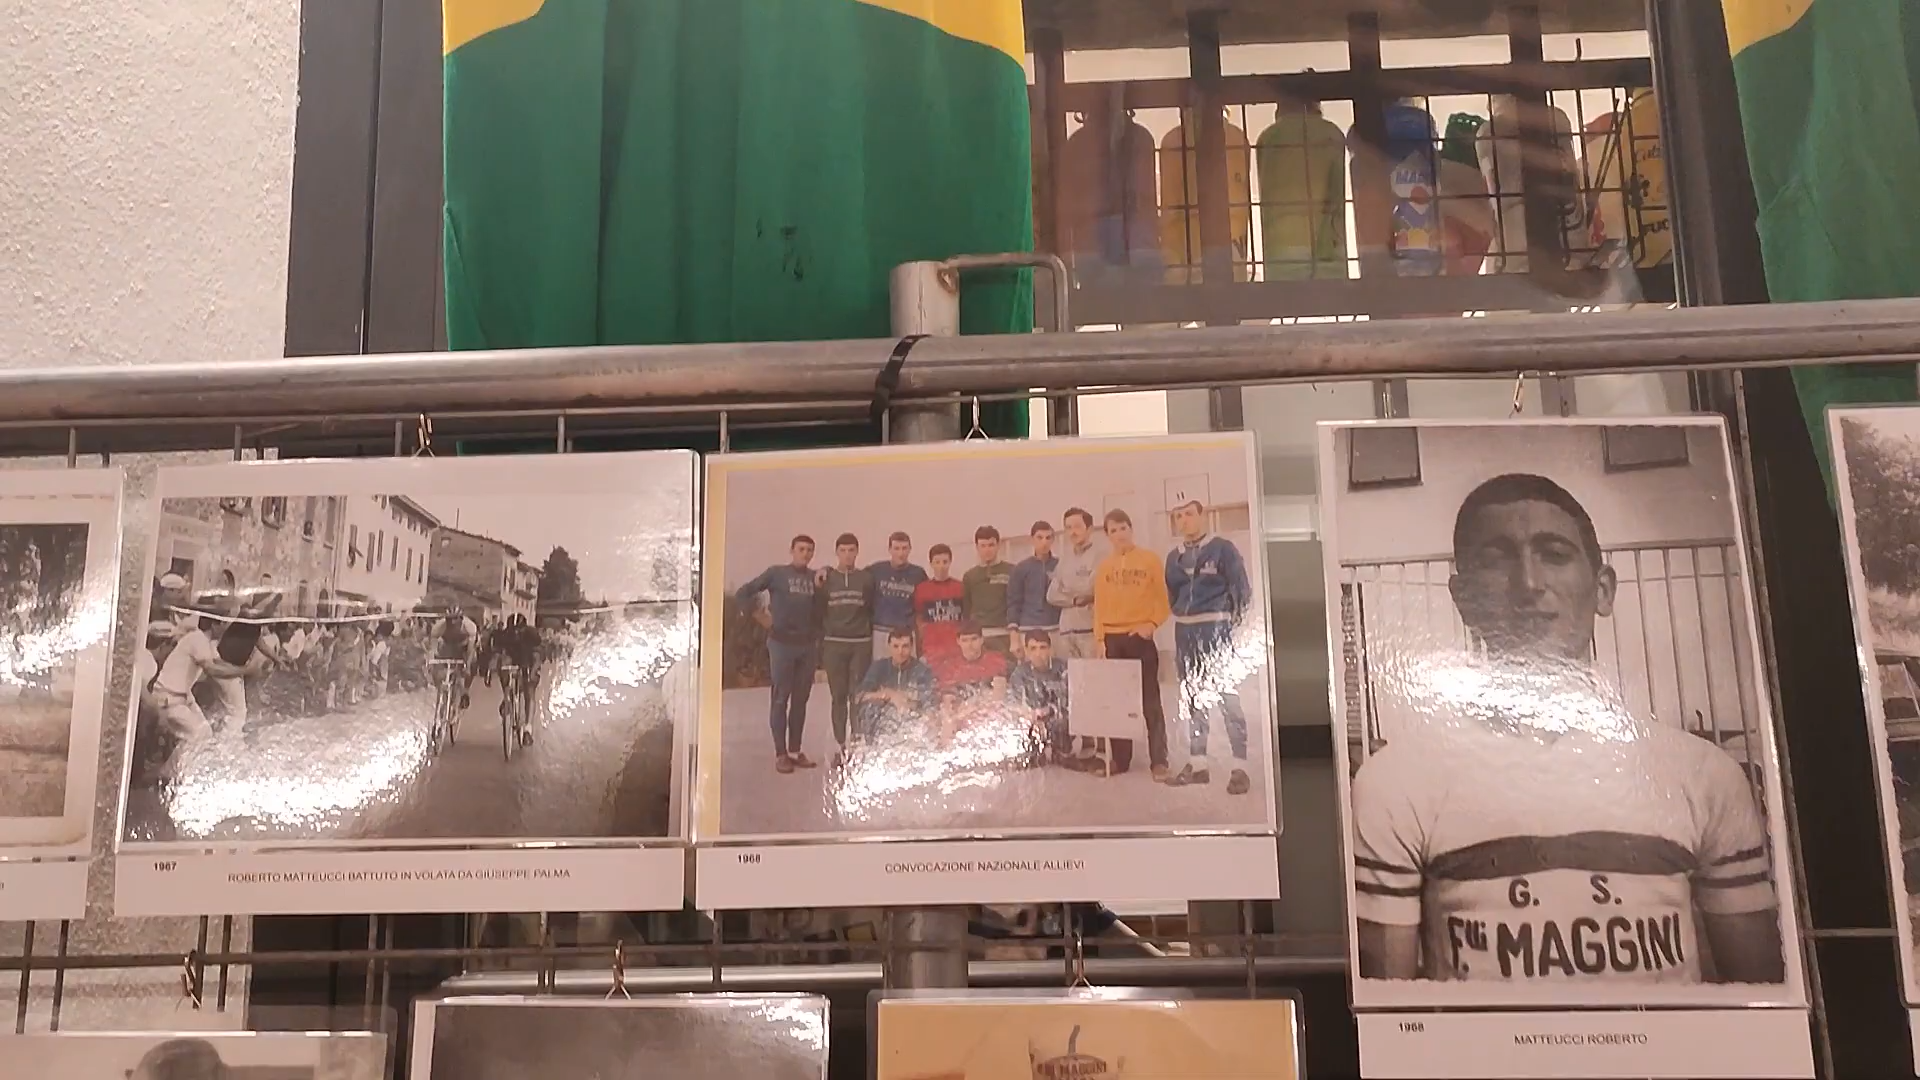 1967
ROBERTO MATTEUCCI BATTUTO IN VOLATA DA GIUSEPPE PALMA
1968
CONVOCAZIONE NAZIONALE ALLIEVI
G. S.
F.lli MAGGINI
1968
MATTEUCCI ROBERTO